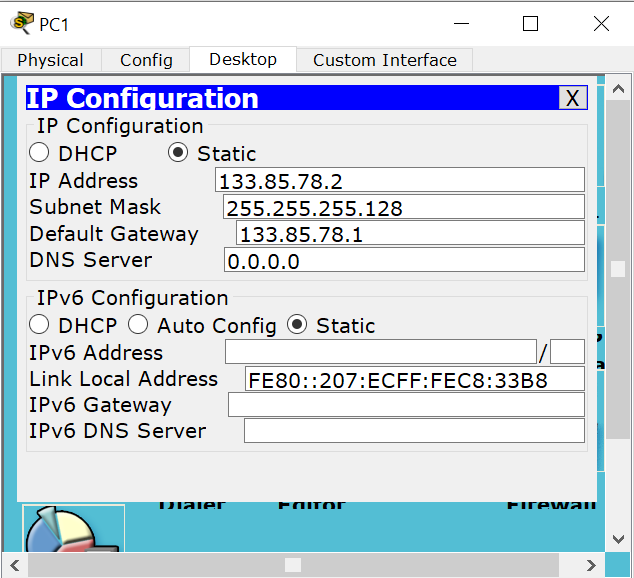 PC1
Physical Config Desktop Custom Interface
IP Configuration X
IP Configuration
DHCP Static
IP Address 133.85.78.2
Subnet Mask 255.255.255.128
Default Gateway 133.85.78.1
DNS Server 0.0.0.0
IPv6 Configuration
DHCP Auto Config Static
IPv6 Address /
Link Local Address FE80::207:ECFF:FEC8:33B8
IPv6 Gateway
IPv6 DNS Server
Dialer Editor Firewall